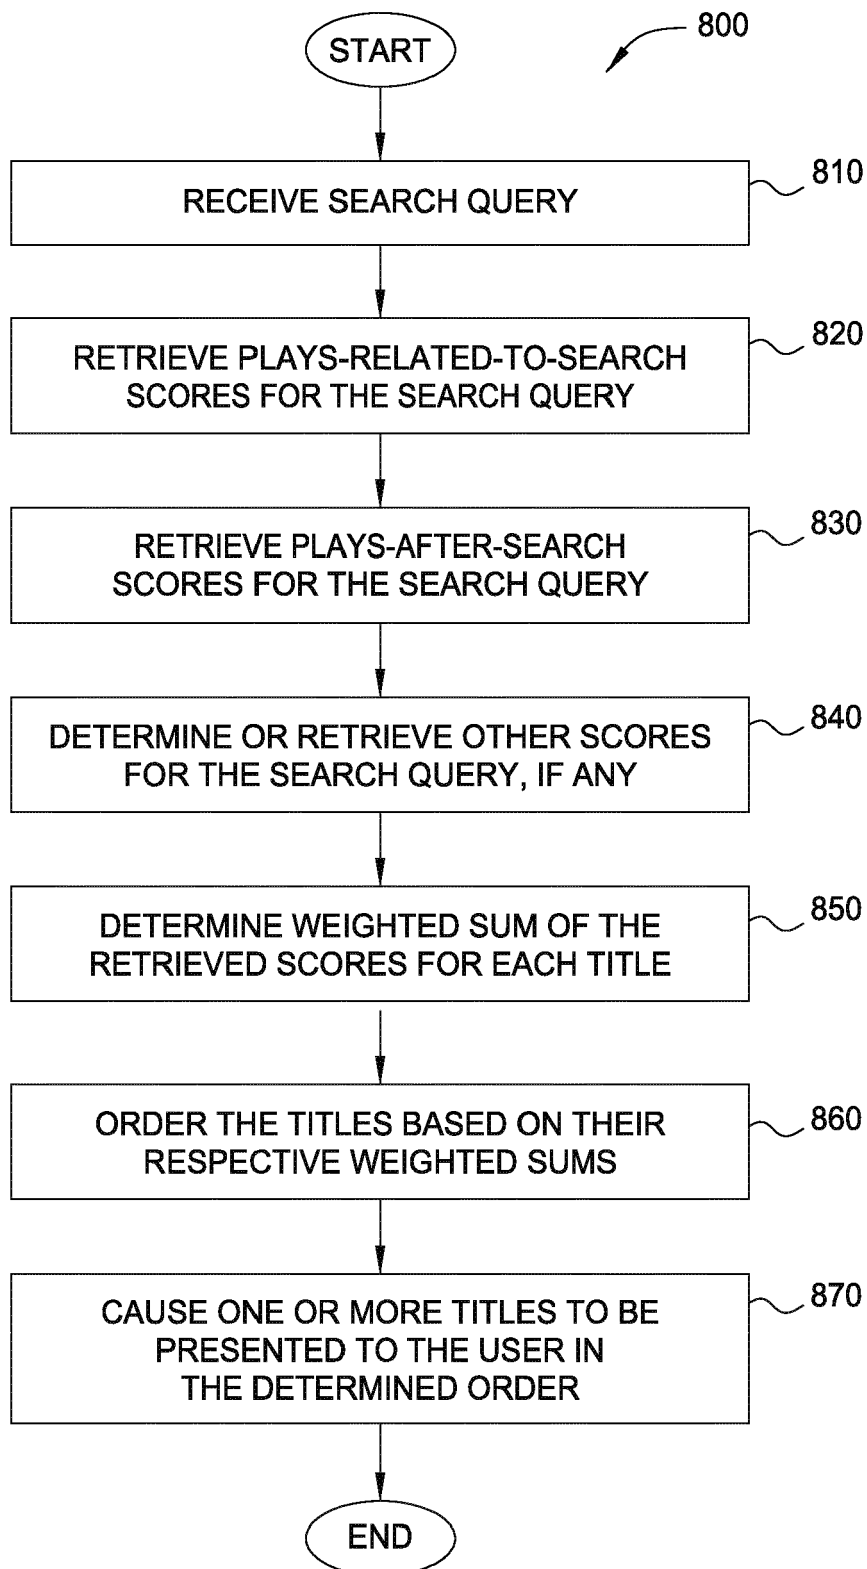 START
800
RECEIVE SEARCH QUERY
810
RETRIEVE PLAYS-RELATED-TO-SEARCH
SCORES FOR THE SEARCH QUERY
820
RETRIEVE PLAYS-AFTER-SEARCH
SCORES FOR THE SEARCH QUERY
830
DETERMINE OR RETRIEVE OTHER SCORES
FOR THE SEARCH QUERY, IF ANY
840
DETERMINE WEIGHTED SUM OF THE
RETRIEVED SCORES FOR EACH TITLE
850
ORDER THE TITLES BASED ON THEIR
RESPECTIVE WEIGHTED SUMS
860
CAUSE ONE OR MORE TITLES TO BE
PRESENTED TO THE USER IN
THE DETERMINED ORDER
870
END